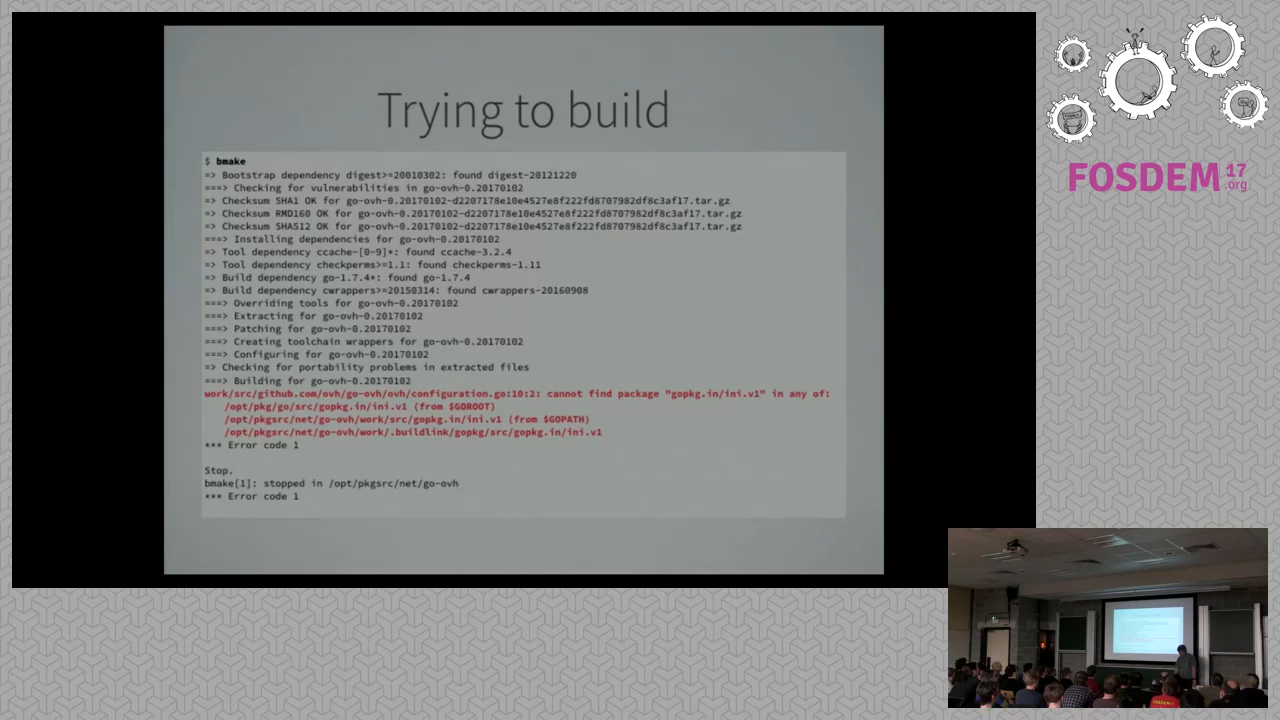 Trying to build
$ bmake
=> Bootstrap dependency digest>=20010302: found digest-20121220
===> Checking for vulnerabilities in go-ovh-0.20170102
=> Checksum SHA1 OK for go-ovh-0.20170102-d2207178e10e4527e8f222fd8707982df8c3af17.tar.gz
=> Checksum RMD160 OK for go-ovh-0.20170102-d2207178e10e4527e8f222fd8707982df8c3af17.tar.gz
=> Checksum SHA512 OK for go-ovh-0.20170102-d2207178e10e4527e8f222fd8707982df8c3af17.tar.gz
===> Installing dependencies for go-ovh-0.20170102
=> Tool dependency ccache-[0-9]*: found ccache-3.2.4
=> Tool dependency checkperms>=1.1: found checkperms-1.11
=> Build dependency go-1.7.4*: found go-1.7.4
=> Build dependency cwrappers>=20150314: found cwrappers-20160908
===> Overriding tools for go-ovh-0.20170102
===> Extracting for go-ovh-0.20170102
===> Patching for go-ovh-0.20170102
===> Creating toolchain wrappers for go-ovh-0.20170102
===> Configuring for go-ovh-0.20170102
=> Checking for portability problems in extracted files
===> Building for go-ovh-0.20170102
work/src/github.com/ovh/go-ovh/ovh/configuration.go:10:2: cannot find package "gopkg.in/ini.v1" in any of:
/opt/pkg/go/src/gopkg.in/ini.v1 (from $GOROOT)
/opt/pkgsrc/net/go-ovh/work/src/gopkg.in/ini.v1 (from $GOPATH)
/opt/pkgsrc/net/go-ovh/work/.buildlink/gopkg/src/gopkg.in/ini.v1
*** Error code 1
Stop.
bmake[1]: stopped in /opt/pkgsrc/net/go-ovh
*** Error code 1
FOSDEM 17
.org